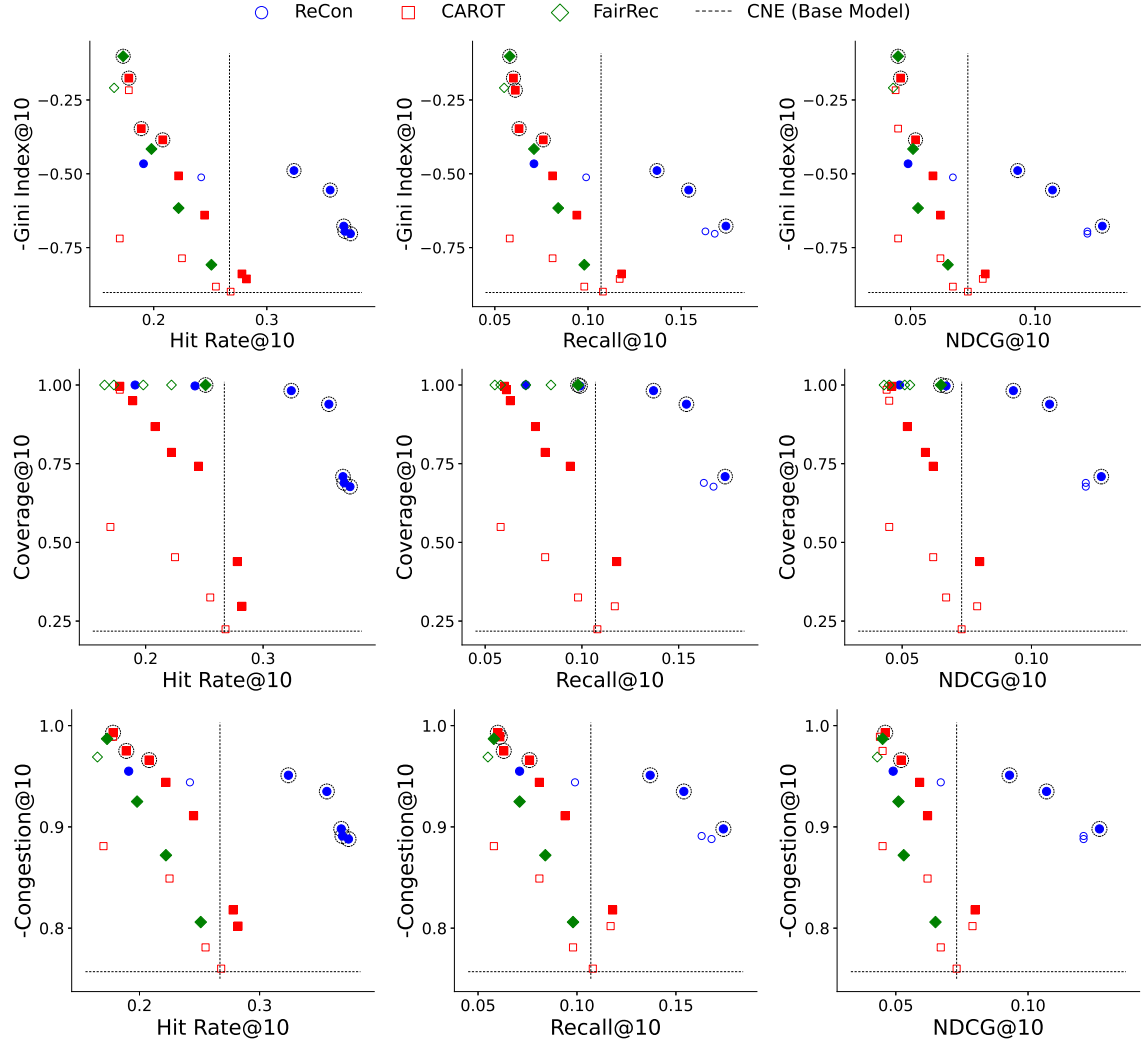 ReCon CAROT FairRec CNE (Base Model)
-Gini Index@10
−0.25
−0.50
−0.75
0.2 0.3
Hit Rate@10
-Gini Index@10
−0.25
−0.50
−0.75
0.05 0.10 0.15
Recall@10
-Gini Index@10
−0.25
−0.50
−0.75
0.05 0.10
NDCG@10
Coverage@10
1.00
0.75
0.50
0.25
0.2 0.3
Hit Rate@10
Coverage@10
1.00
0.75
0.50
0.25
0.05 0.10 0.15
Recall@10
Coverage@10
1.00
0.75
0.50
0.25
0.05 0.10
NDCG@10
-Congestion@10
1.0
0.9
0.8
0.2 0.3
Hit Rate@10
-Congestion@10
1.0
0.9
0.8
0.05 0.10 0.15
Recall@10
-Congestion@10
1.0
0.9
0.8
0.05 0.10
NDCG@10